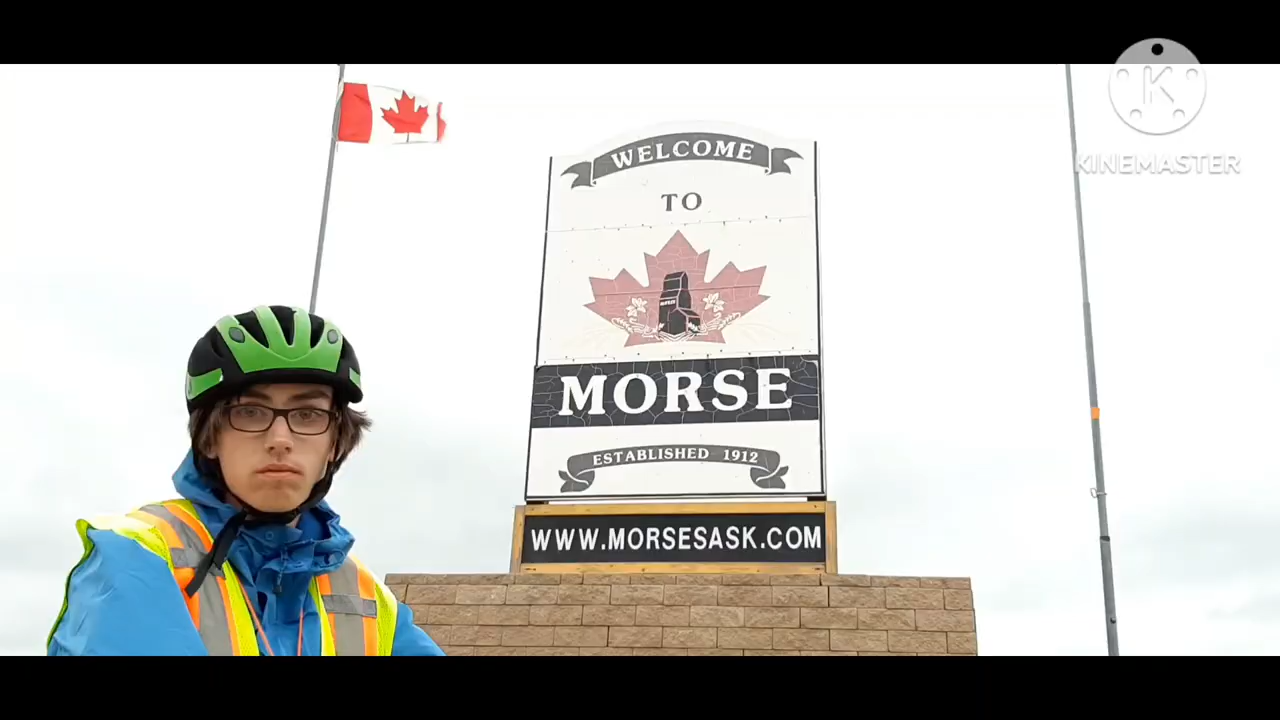 WELCOME
TO
MORSE
ESTABLISHED 1912
WWW.MORSESASK.COM
K
KINEMASTER